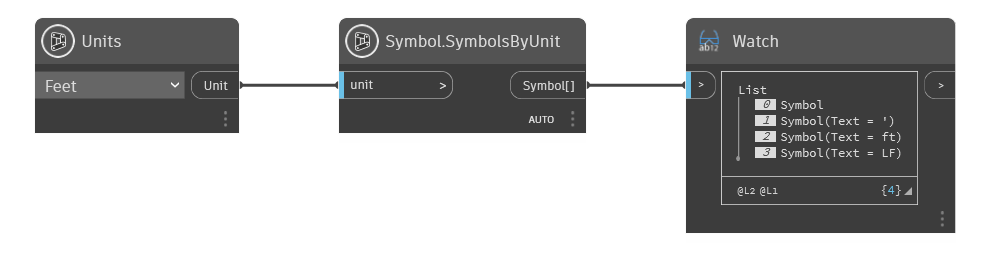 Units
Feet
Unit
Symbol.SymbolsByUnit
unit
>
Symbol[]
AUTO
ab12
Watch
>
List
0 Symbol
1 Symbol(Text = ')
2 Symbol(Text = ft)
3 Symbol(Text = LF)
@L2 @L1
{4}
>